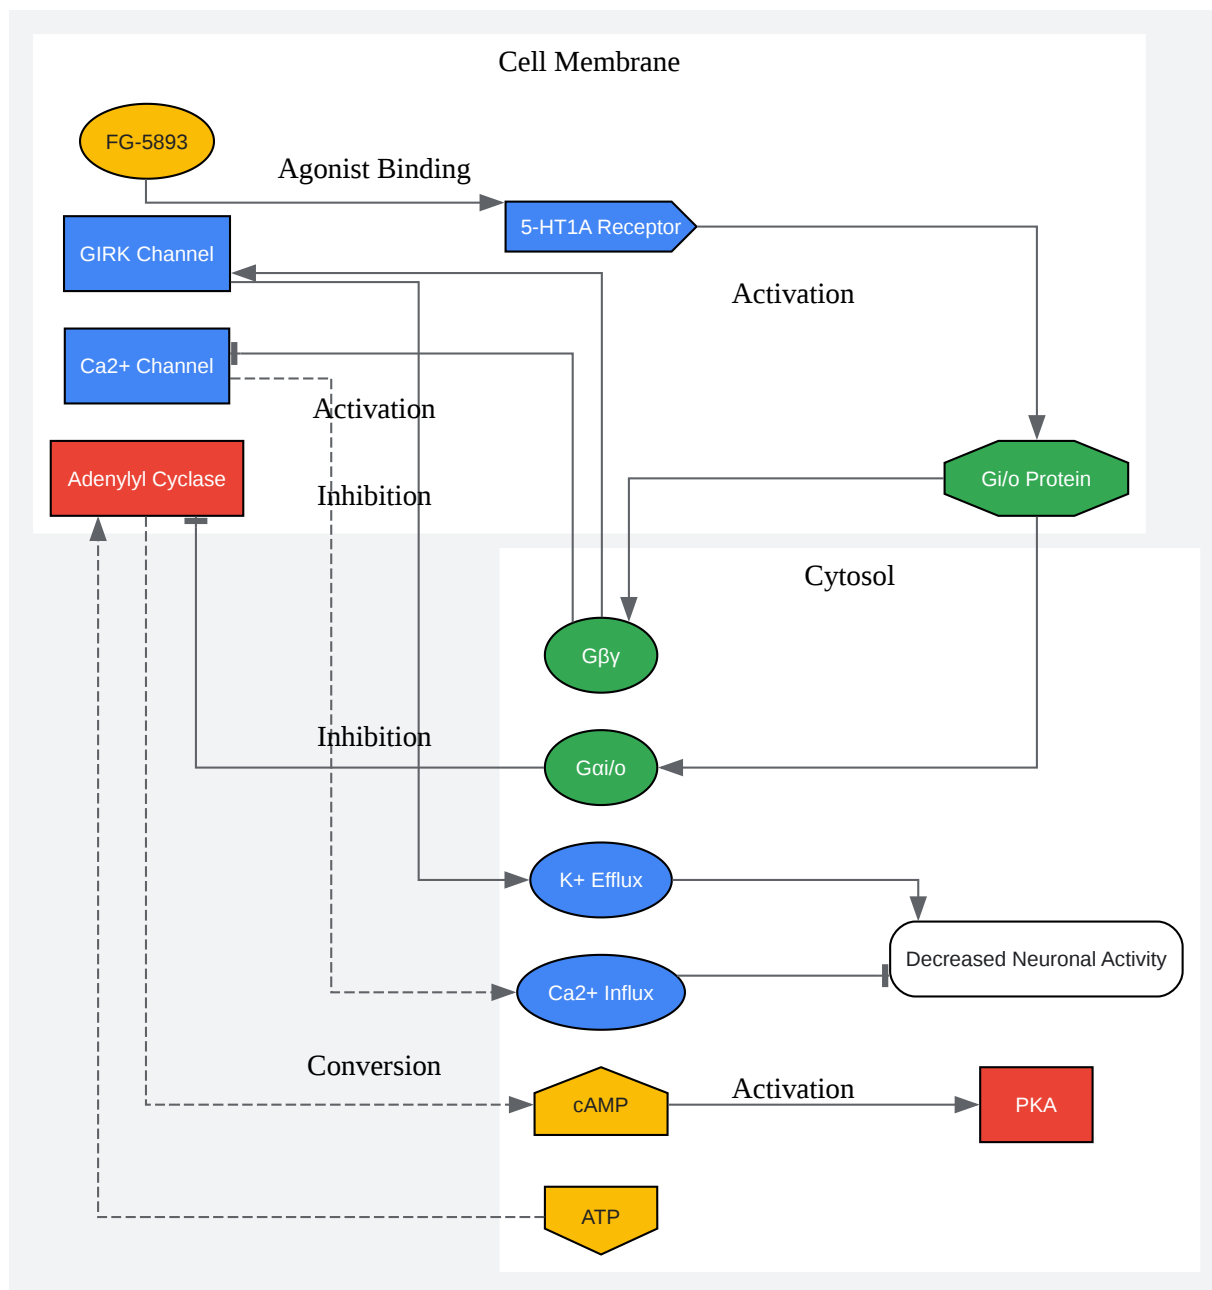 Cell Membrane
FG-5893
Agonist Binding
5-HT1A Receptor
GIRK Channel
Activation
Ca2+ Channel
Activation
Adenylyl Cyclase
Inhibition
Gi/o Protein
Cytosol
Gβγ
Inhibition
Gαi/o
K+ Efflux
Decreased Neuronal Activity
Ca2+ Influx
Conversion
cAMP
Activation
PKA
ATP